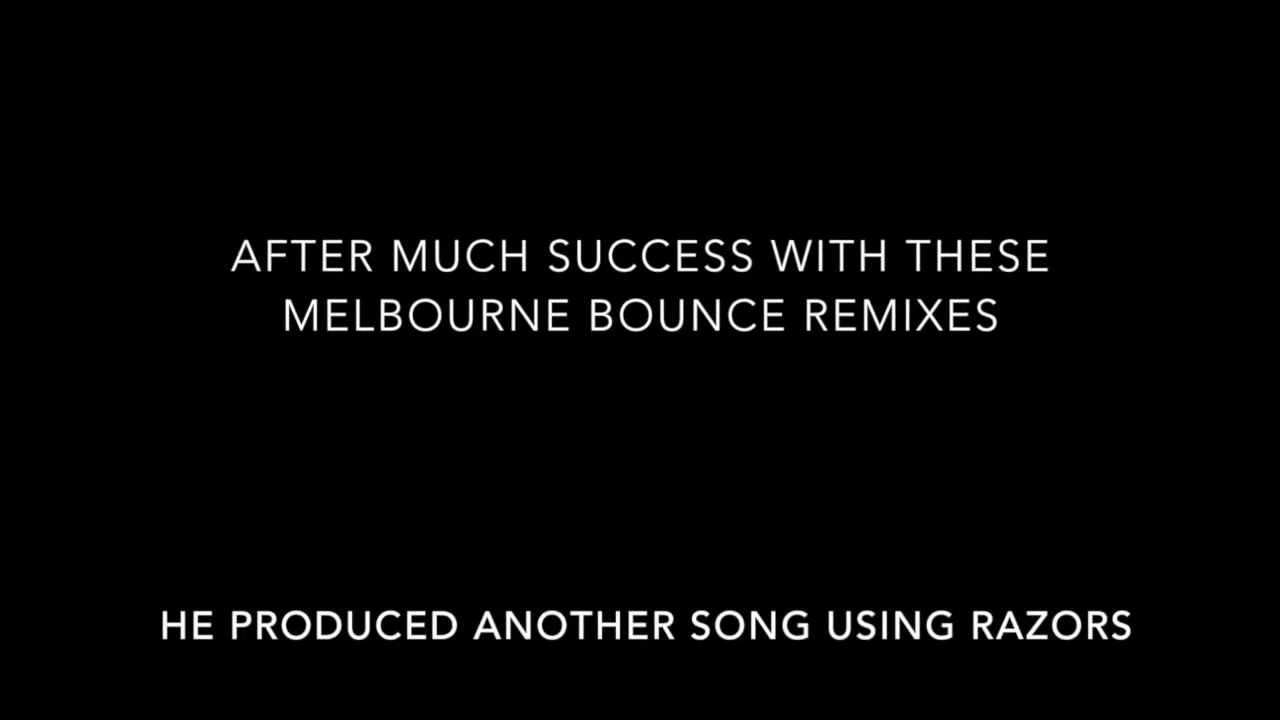 AFTER MUCH SUCCESS WITH THESE
MELBOURNE BOUNCE REMIXES
HE PRODUCED ANOTHER SONG USING RAZORS